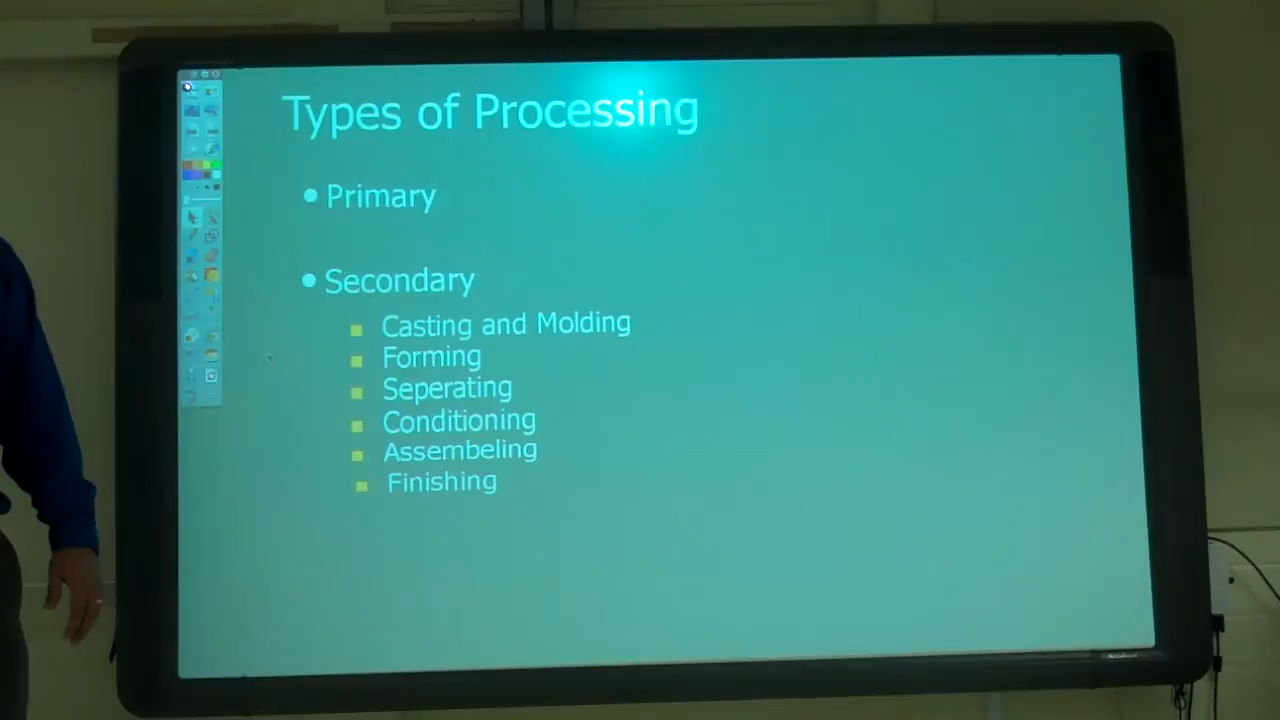 Types of Processing
Primary
Secondary
Casting and Molding
Forming
Seperating
Conditioning
Assembeling
Finishing